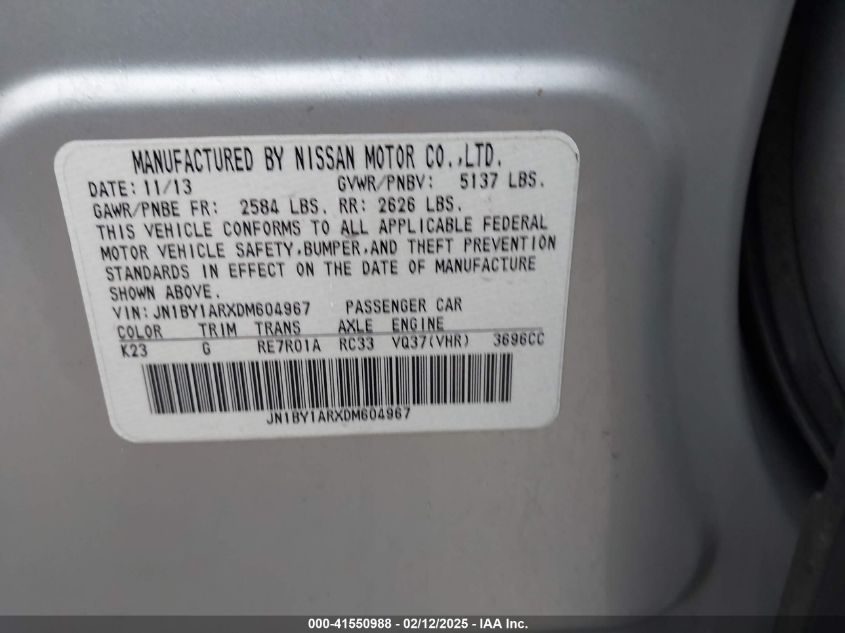 MANUFACTURED BY NISSAN MOTOR CO.,LTD.
DATE: 11/13 GVWR/PNBV: 5137 LBS.
GAWR/PNBE FR: 2584 LBS. RR: 2626 LBS.
THIS VEHICLE CONFORMS TO ALL APPLICABLE FEDERAL
MOTOR VEHICLE SAFETY,BUMPER,AND THEFT PREVENTION
STANDARDS IN EFFECT ON THE DATE OF MANUFACTURE
SHOWN ABOVE.
VIN: JN1BY1ARXDM604967 PASSENGER CAR
COLOR TRIM TRANS AXLE ENGINE
K23 G RE7R01A RC33 VQ37(VHR) 3696CC
JN1BY1ARXDM604967
000-41550988 - 02/12/2025 - IAA Inc.